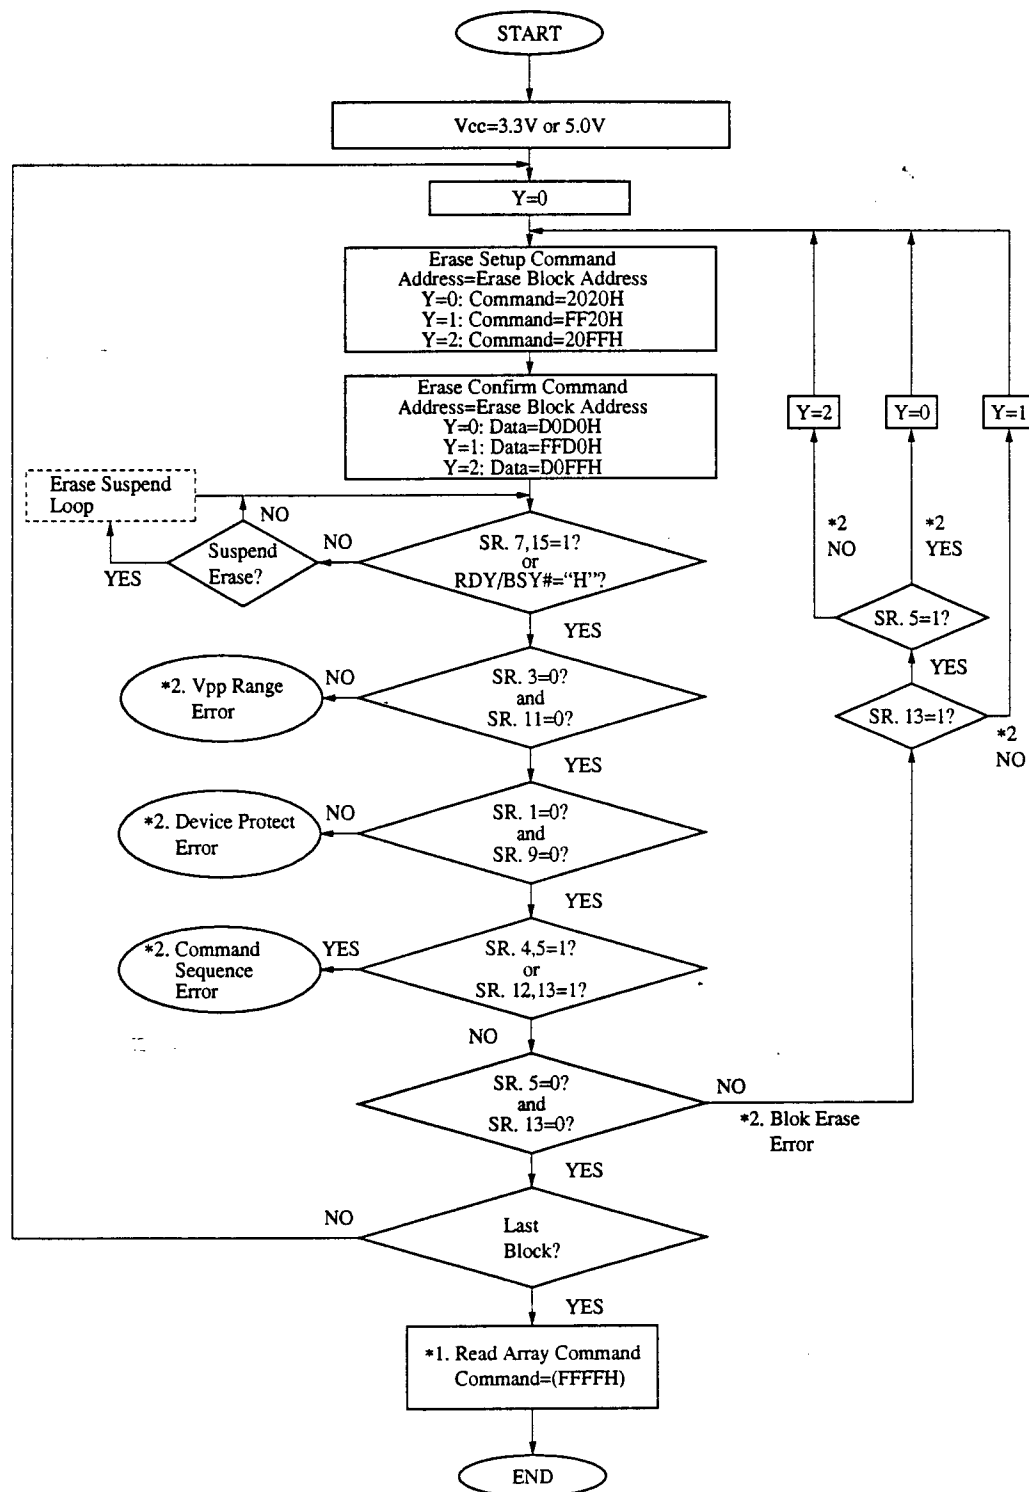 START
Vcc=3.3V or 5.0V
Y=0
Erase Setup Command
Address=Erase Block Address
Y=0: Command=2020H
Y=1: Command=FF20H
Y=2: Command=20FFH
Erase Confirm Command
Address=Erase Block Address
Y=0: Data=D0D0H
Y=1: Data=FFD0H
Y=2: Data=D0FFH
Y=2
Y=0
Y=1
Erase Suspend
Loop
NO
YES
Suspend
Erase?
NO
SR. 7,15=1?
or
RDY/BSY#="H"?
YES
*2
NO
*2
YES
SR. 5=1?
YES
SR. 13=1?
*2
NO
*2. Vpp Range
Error
NO
SR. 3=0?
and
SR. 11=0?
YES
*2. Device Protect
Error
NO
SR. 1=0?
and
SR. 9=0?
YES
*2. Command
Sequence
Error
YES
SR. 4,5=1?
or
SR. 12,13=1?
NO
SR. 5=0?
and
SR. 13=0?
NO
*2. Blok Erase
Error
YES
NO
Last
Block?
YES
*1. Read Array Command
Command=(FFFFH)
END